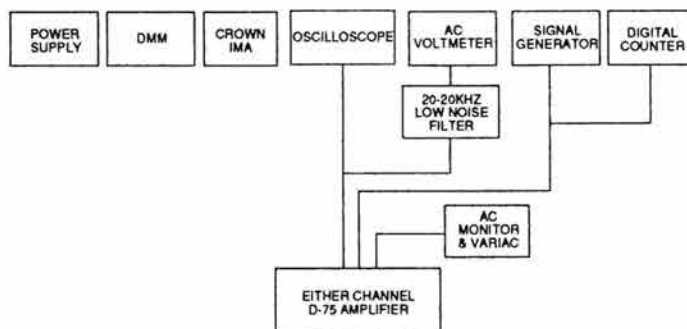 POWER
SUPPLY
DMM
CROWN
IMA
OSCILLOSCOPE
AC
VOLTMETER
SIGNAL
GENERATOR
DIGITAL
COUNTER
20-20KHZ
LOW NOISE
FILTER
AC
MONITOR
& VARIAC
EITHER CHANNEL
D-75 AMPLIFIER